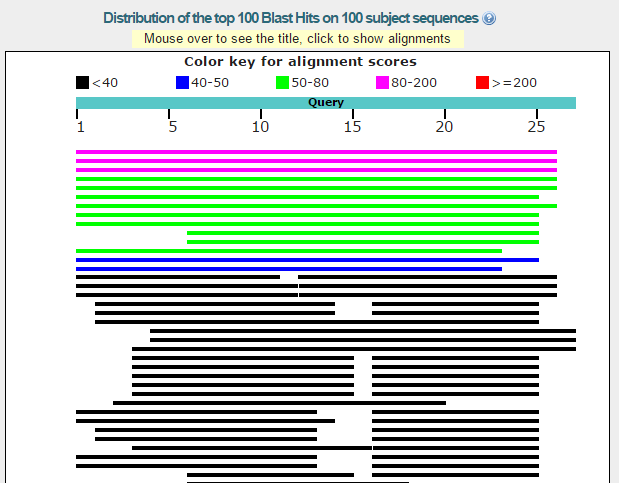 Distribution of the top 100 Blast Hits on 100 subject sequences ?
Mouse over to see the title, click to show alignments
Color key for alignment scores
<40 40-50 50-80 80-200 >=200
Query
1 5 10 15 20 25